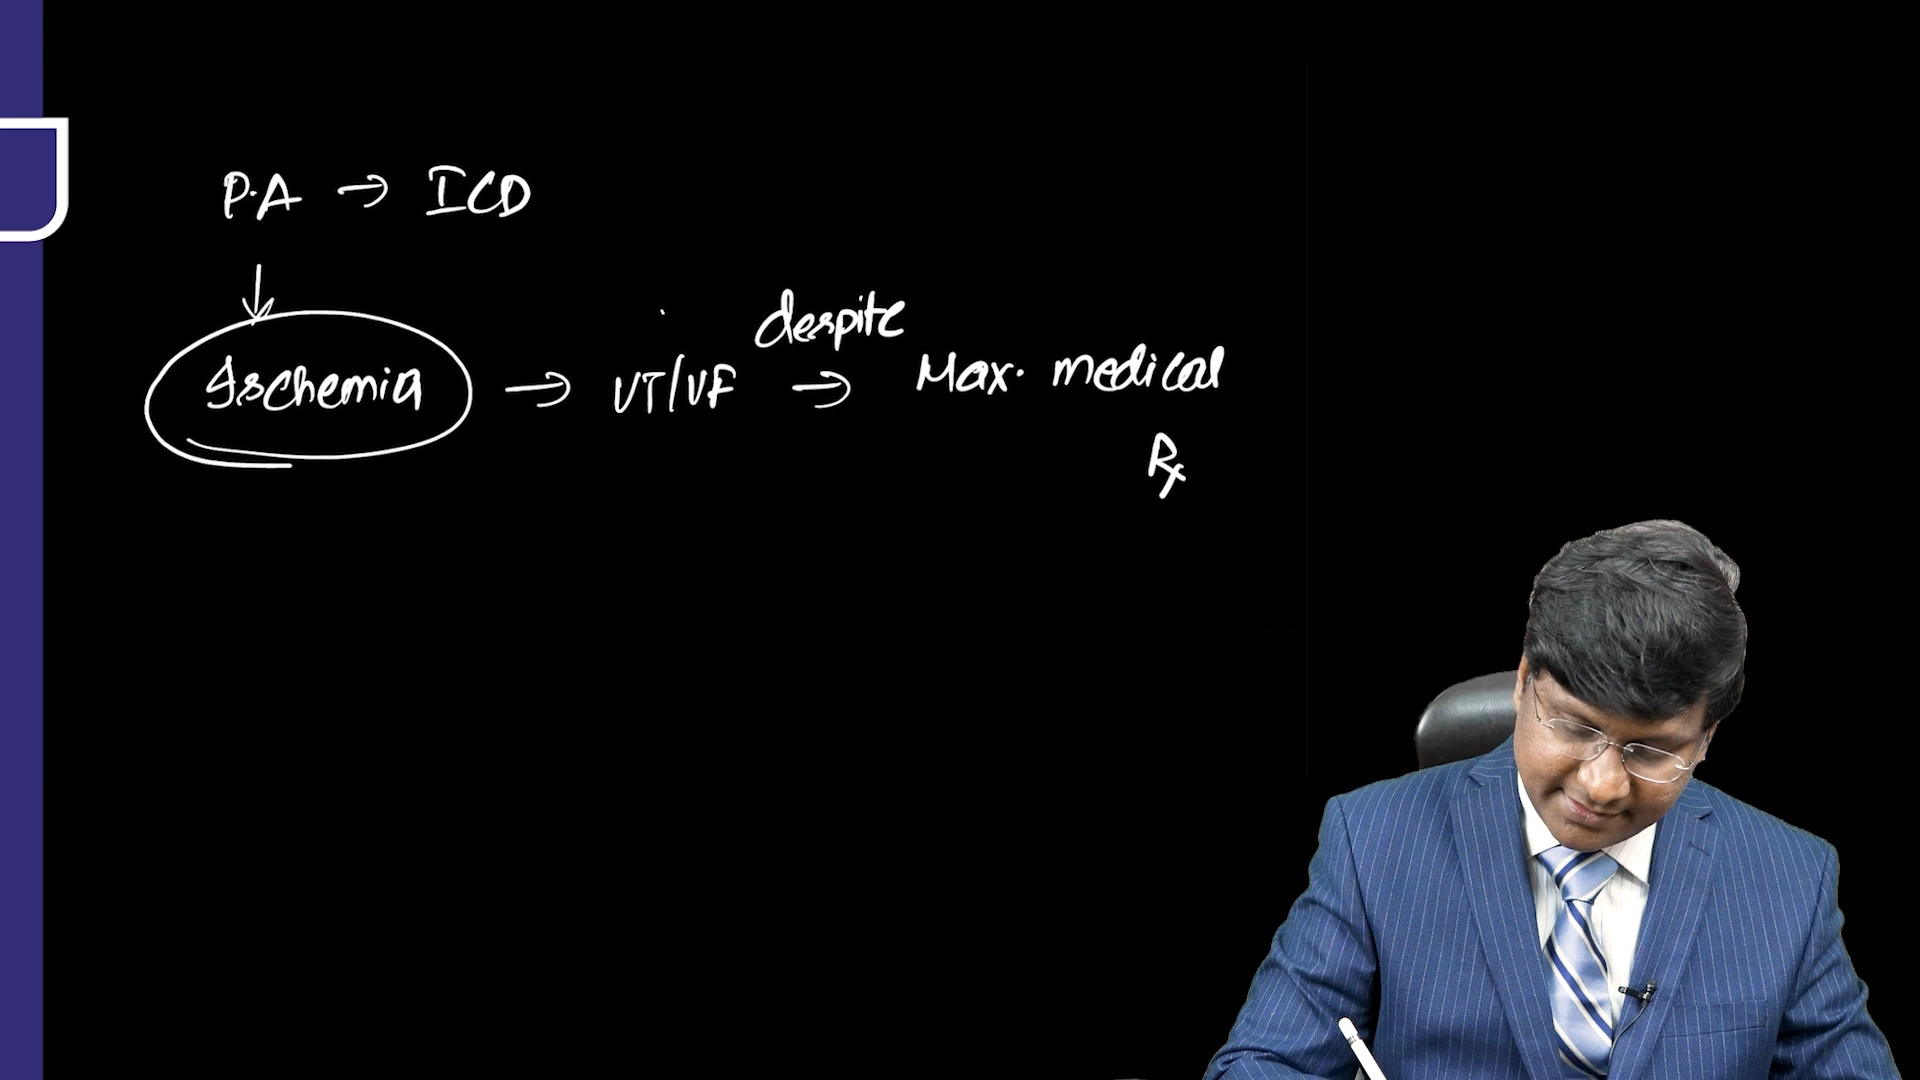 P.A → ICD
↓
Ischemia → VT/VF → despite Max. medical
Rx